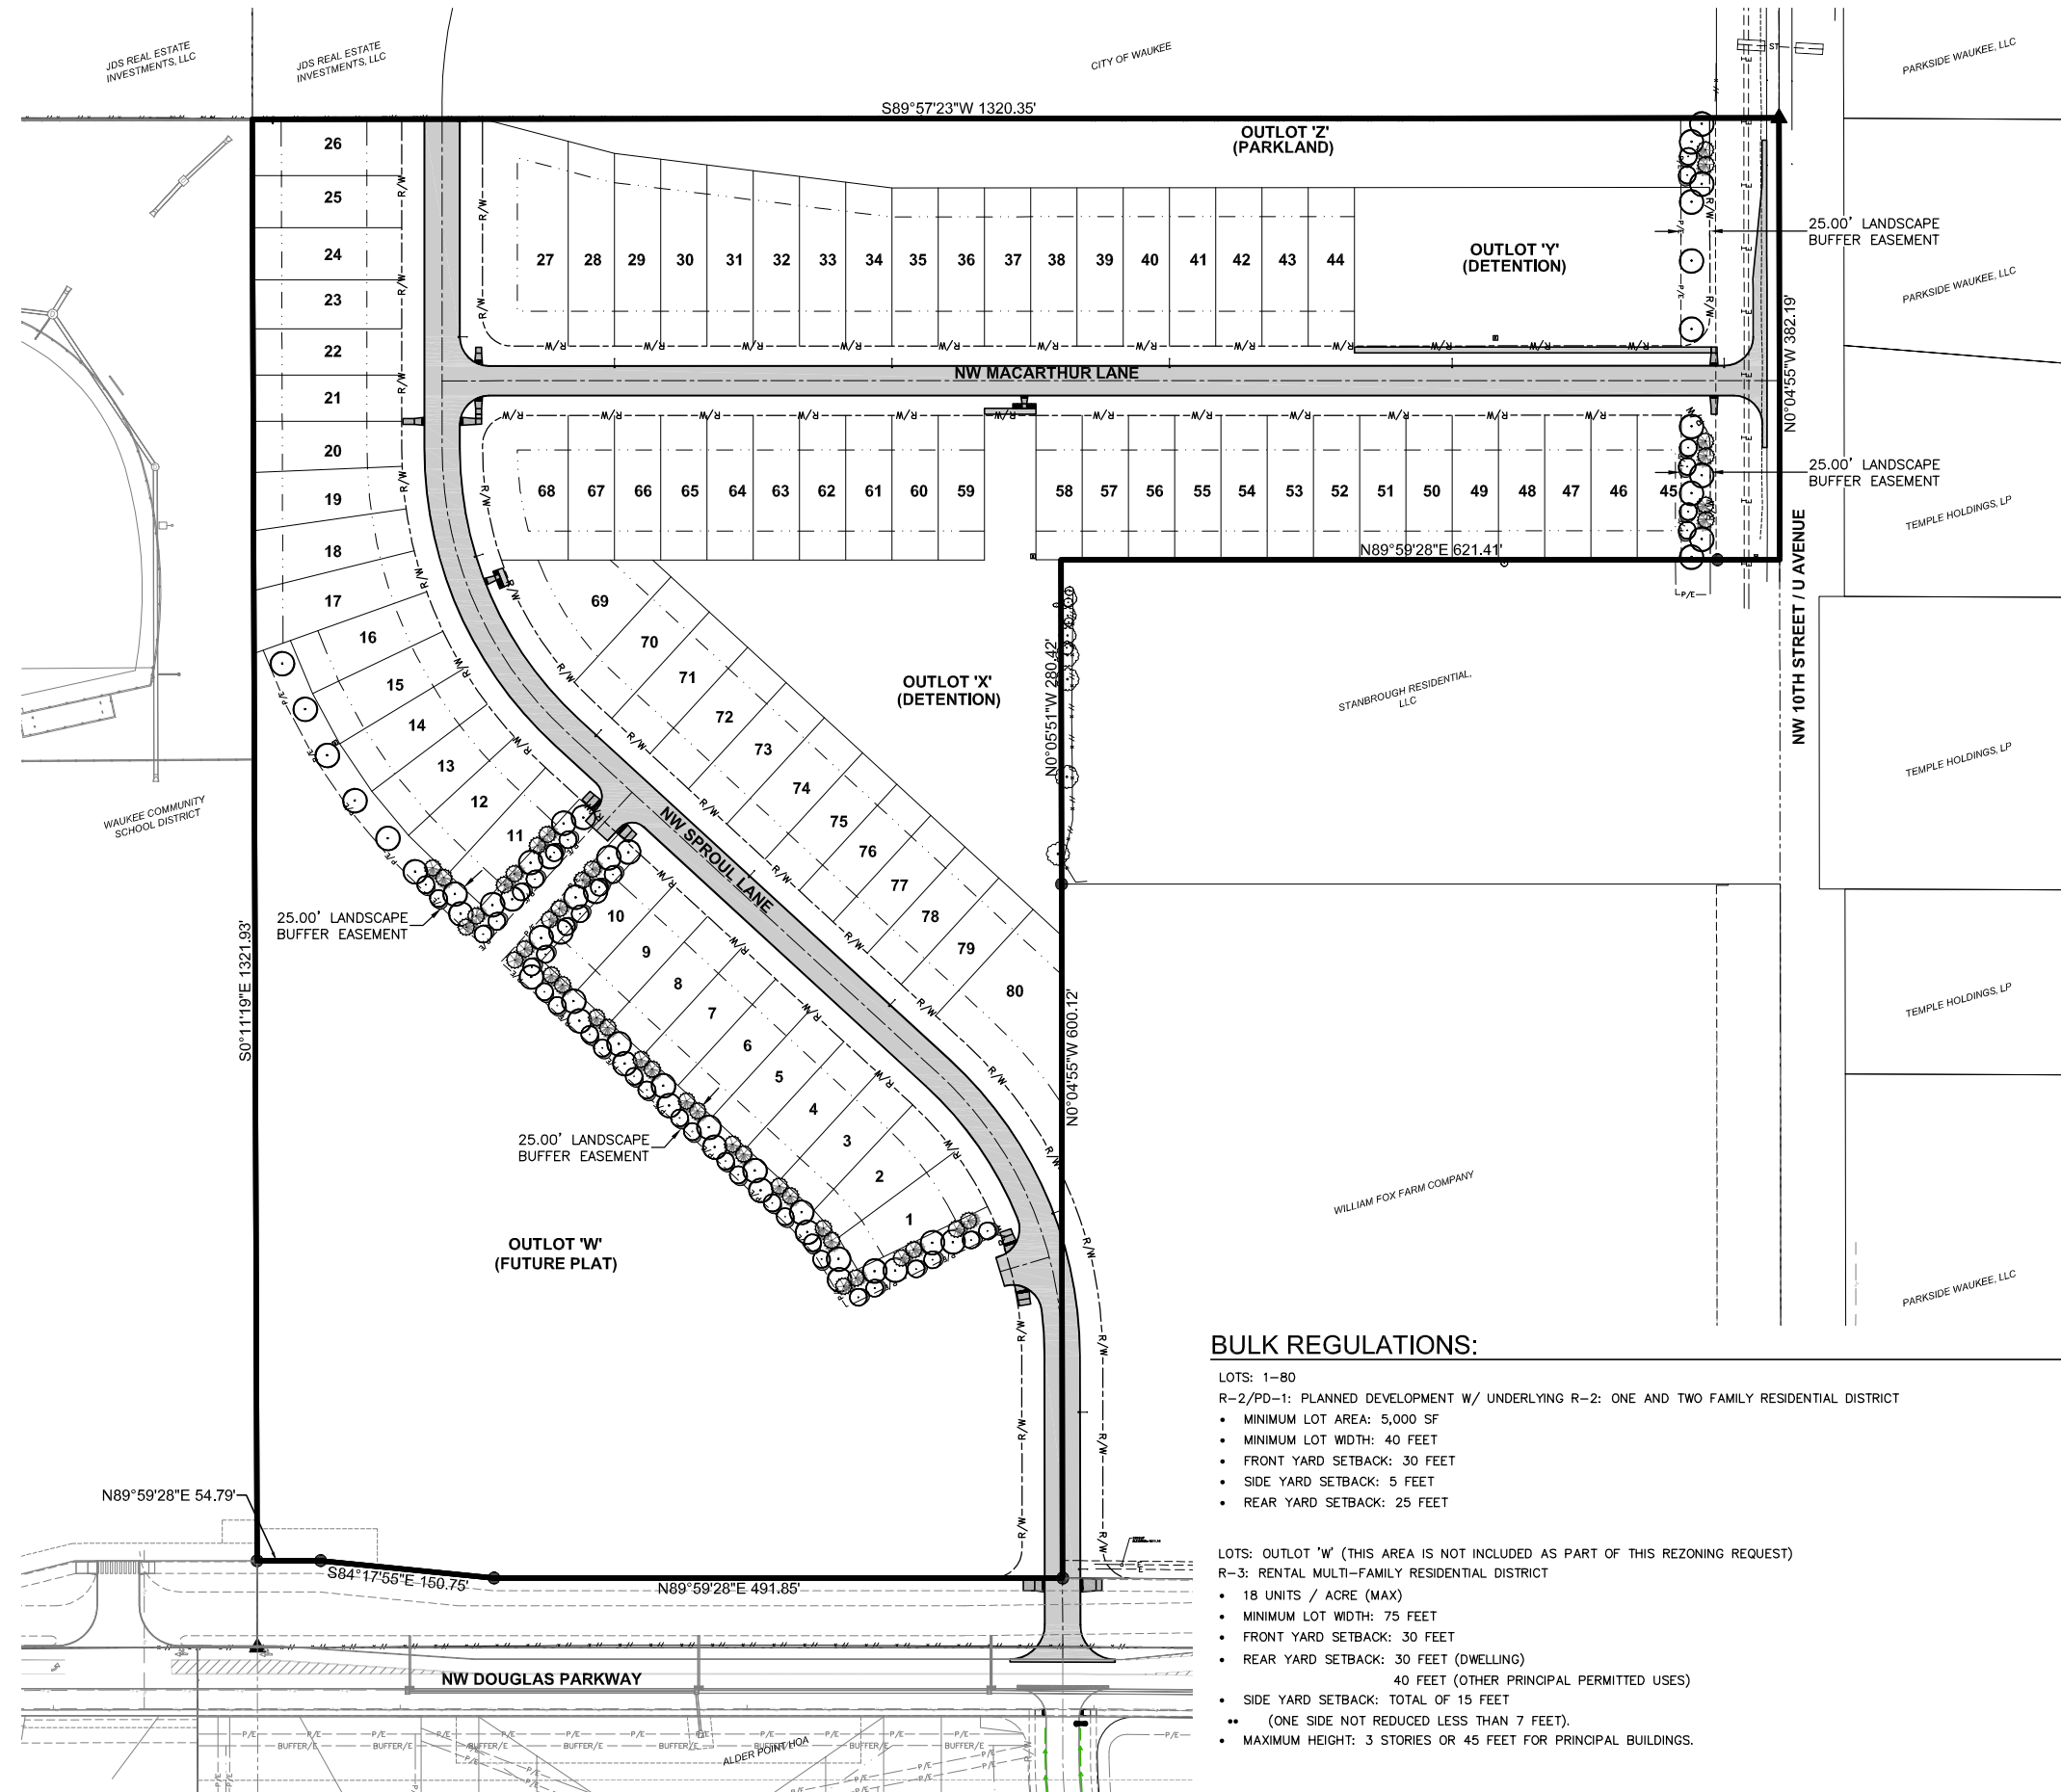 JDS REAL ESTATE
INVESTMENTS, LLC
JDS REAL ESTATE
INVESTMENTS, LLC
CITY OF WAUKEE
ST
PARKSIDE WAUKEE, LLC
S89°57'23"W 1320.35'
OUTLOT 'Z'
(PARKLAND)
26
25
24
23
22
21
20
19
18
17
16
15
14
13
12
11
27 28 29 30 31 32 33 34 35 36 37 38 39 40 41 42 43 44
OUTLOT 'Y'
(DETENTION)
25.00' LANDSCAPE
BUFFER EASEMENT
PARKSIDE WAUKEE, LLC
N0°04'55"W 382.19'
NW MACARTHUR LANE
68 67 66 65 64 63 62 61 60 59 58 57 56 55 54 53 52 51 50 49 48 47 46 45
25.00' LANDSCAPE
BUFFER EASEMENT
TEMPLE HOLDINGS, LP
N89°59'28"E 621.41'
NW 10TH STREET / U AVENUE
69
70
71
72
73
74
75
76
77
78
79
80
OUTLOT 'X'
(DETENTION)
N0°05'51"W 280.42'
STANBROUGH RESIDENTIAL,
LLC
TEMPLE HOLDINGS, LP
WAUKEE COMMUNITY
SCHOOL DISTRICT
NW SPROUL LANE
25.00' LANDSCAPE
BUFFER EASEMENT
S0°11'19"E 1321.93'
10
9
8
7
6
5
4
3
2
1
N0°04'55"W 600.12'
TEMPLE HOLDINGS, LP
25.00' LANDSCAPE
BUFFER EASEMENT
WILLIAM FOX FARM COMPANY
OUTLOT 'W'
(FUTURE PLAT)
PARKSIDE WAUKEE, LLC
N89°59'28"E 54.79'
S84°17'55"E 150.75'
N89°59'28"E 491.85'
NW DOUGLAS PARKWAY
P/E P/E P/E P/E P/E P/E P/E P/E P/E
BUFFER/E BUFFER/E BUFFER/E BUFFER/E BUFFER/E BUFFER/E BUFFER/E
ALDER POINT HOA
BULK REGULATIONS:
LOTS: 1-80
R-2/PD-1: PLANNED DEVELOPMENT W/ UNDERLYING R-2: ONE AND TWO FAMILY RESIDENTIAL DISTRICT
• MINIMUM LOT AREA: 5,000 SF
• MINIMUM LOT WIDTH: 40 FEET
• FRONT YARD SETBACK: 30 FEET
• SIDE YARD SETBACK: 5 FEET
• REAR YARD SETBACK: 25 FEET
LOTS: OUTLOT 'W' (THIS AREA IS NOT INCLUDED AS PART OF THIS REZONING REQUEST)
R-3: RENTAL MULTI-FAMILY RESIDENTIAL DISTRICT
• 18 UNITS / ACRE (MAX)
• MINIMUM LOT WIDTH: 75 FEET
• FRONT YARD SETBACK: 30 FEET
• REAR YARD SETBACK: 30 FEET (DWELLING)
40 FEET (OTHER PRINCIPAL PERMITTED USES)
• SIDE YARD SETBACK: TOTAL OF 15 FEET
•• (ONE SIDE NOT REDUCED LESS THAN 7 FEET).
• MAXIMUM HEIGHT: 3 STORIES OR 45 FEET FOR PRINCIPAL BUILDINGS.